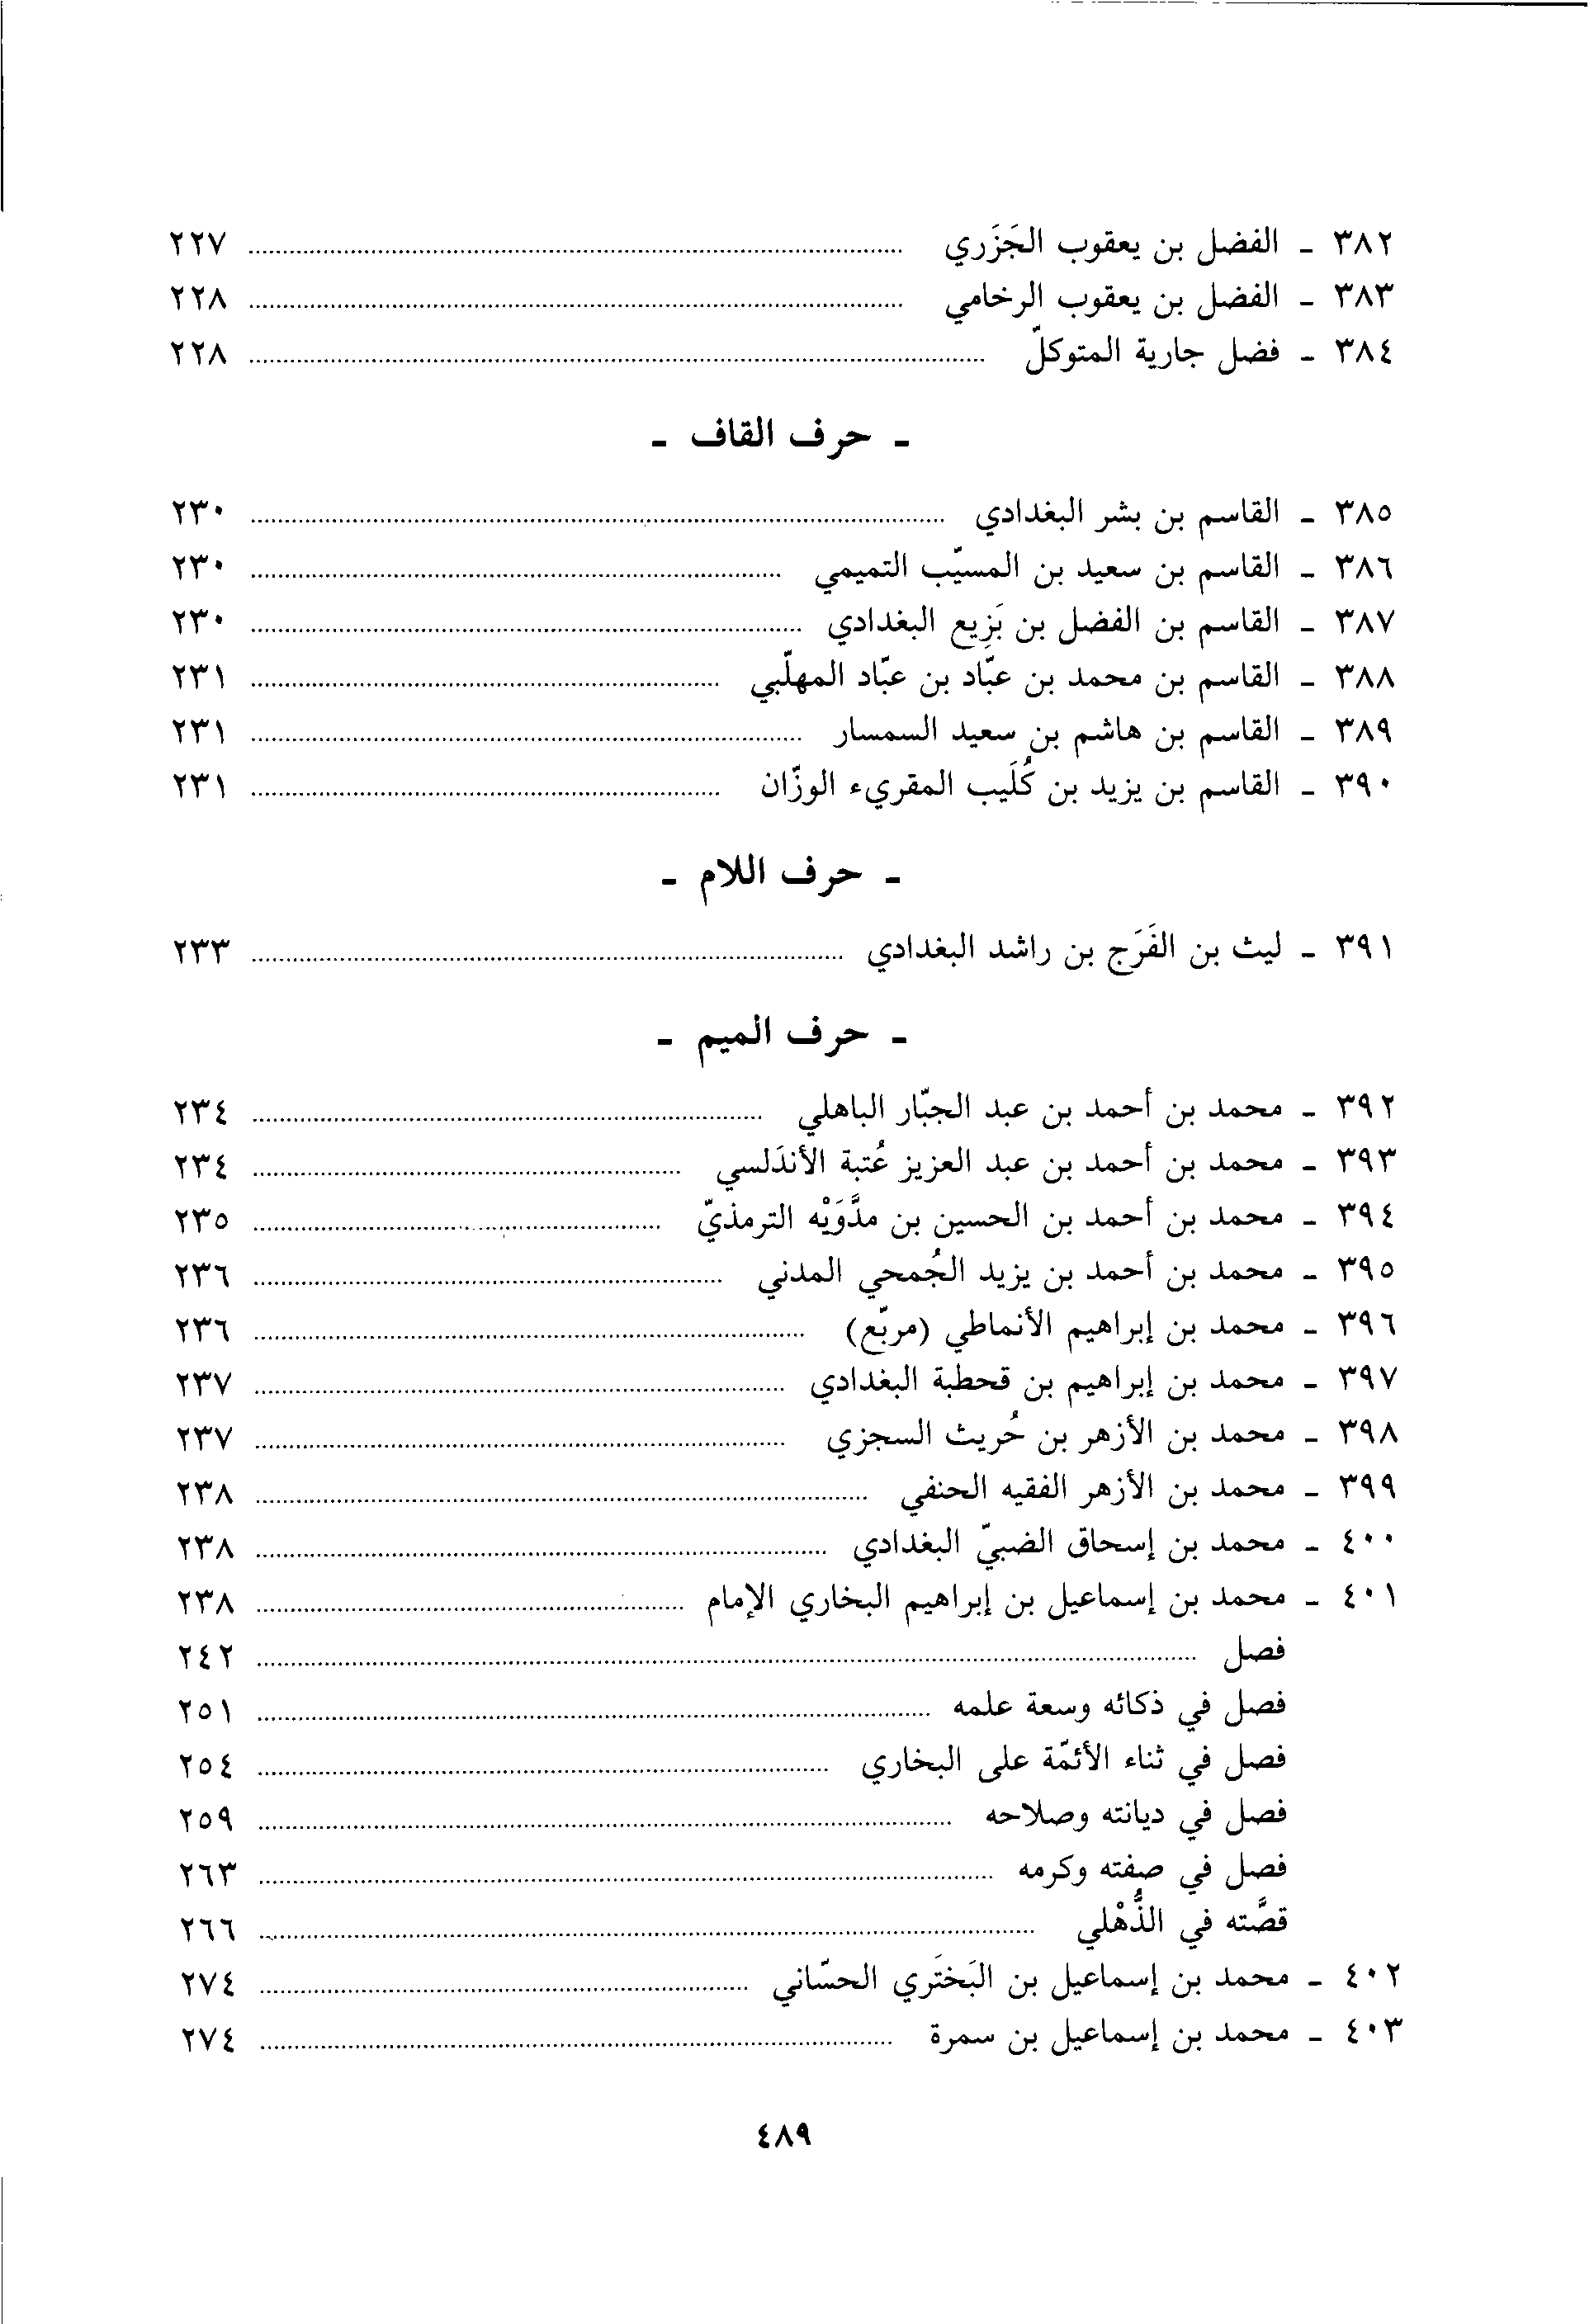 ٣٨٢ ـ الفضل بن يعقوب الجَزَري ........ ٢٢٧
٣٨٣ ـ الفضل بن يعقوب الرخامي ........ ٢٢٨
٣٨٤ ـ فضل جارية المتوكلّ ........ ٢٢٨
ـ حرف القاف ـ
٣٨٥ ـ القاسم بن بشر البغدادي ........ ٢٣٠
٣٨٦ ـ القاسم بن سعيد بن المسيّب التميمي ........ ٢٣٠
٣٨٧ ـ القاسم بن الفضل بن بَزِيع البغدادي ........ ٢٣٠
٣٨٨ ـ القاسم بن محمد بن عبّاد بن عبّاد المهلّبي ........ ٢٣١
٣٨٩ ـ القاسم بن هاشم بن سعيد السمسار ........ ٢٣١
٣٩٠ ـ القاسم بن يزيد بن كُلَيب المقريء الوزّان ........ ٢٣١
ـ حرف اللام ـ
٣٩١ ـ ليث بن الفَرَج بن راشد البغدادي ........ ٢٣٣
ـ حرف الميم ـ
٣٩٢ ـ محمد بن أحمد بن عبد الجبّار الباهلي ........ ٢٣٤
٣٩٣ ـ محمد بن أحمد بن عبد العزيز عُتبة الأندَلسي ........ ٢٣٤
٣٩٤ ـ محمد بن أحمد بن الحسين بن مدَّوَيْه الترمذيّ ........ ٢٣٥
٣٩٥ ـ محمد بن أحمد بن يزيد الجُمحي المدني ........ ٢٣٦
٣٩٦ ـ محمد بن إبراهيم الأنماطي (مربّع) ........ ٢٣٦
٣٩٧ ـ محمد بن إبراهيم بن قحطبة البغدادي ........ ٢٣٧
٣٩٨ ـ محمد بن الأزهر بن حُريث السجزي ........ ٢٣٧
٣٩٩ ـ محمد بن الأزهر الفقيه الحنفي ........ ٢٣٨
٤٠٠ ـ محمد بن إسحاق الضبيّ البغدادي ........ ٢٣٨
٤٠١ ـ محمد بن إسماعيل بن إبراهيم البخاري الإمام ........ ٢٣٨
فصل ........ ٢٤٢
فصل في ذكائه وسعة علمه ........ ٢٥١
فصل في ثناء الأئمّة على البخاري ........ ٢٥٤
فصل في ديانته وصلاحه ........ ٢٥٩
فصل في صفته وكرمه ........ ٢٦٣
قصَّته في الذُّهْلي ........ ٢٦٦
٤٠٢ ـ محمد بن إسماعيل بن البَختَري الحسّاني ........ ٢٧٤
٤٠٣ ـ محمد بن إسماعيل بن سمرة ........ ٢٧٤
٤٨٩